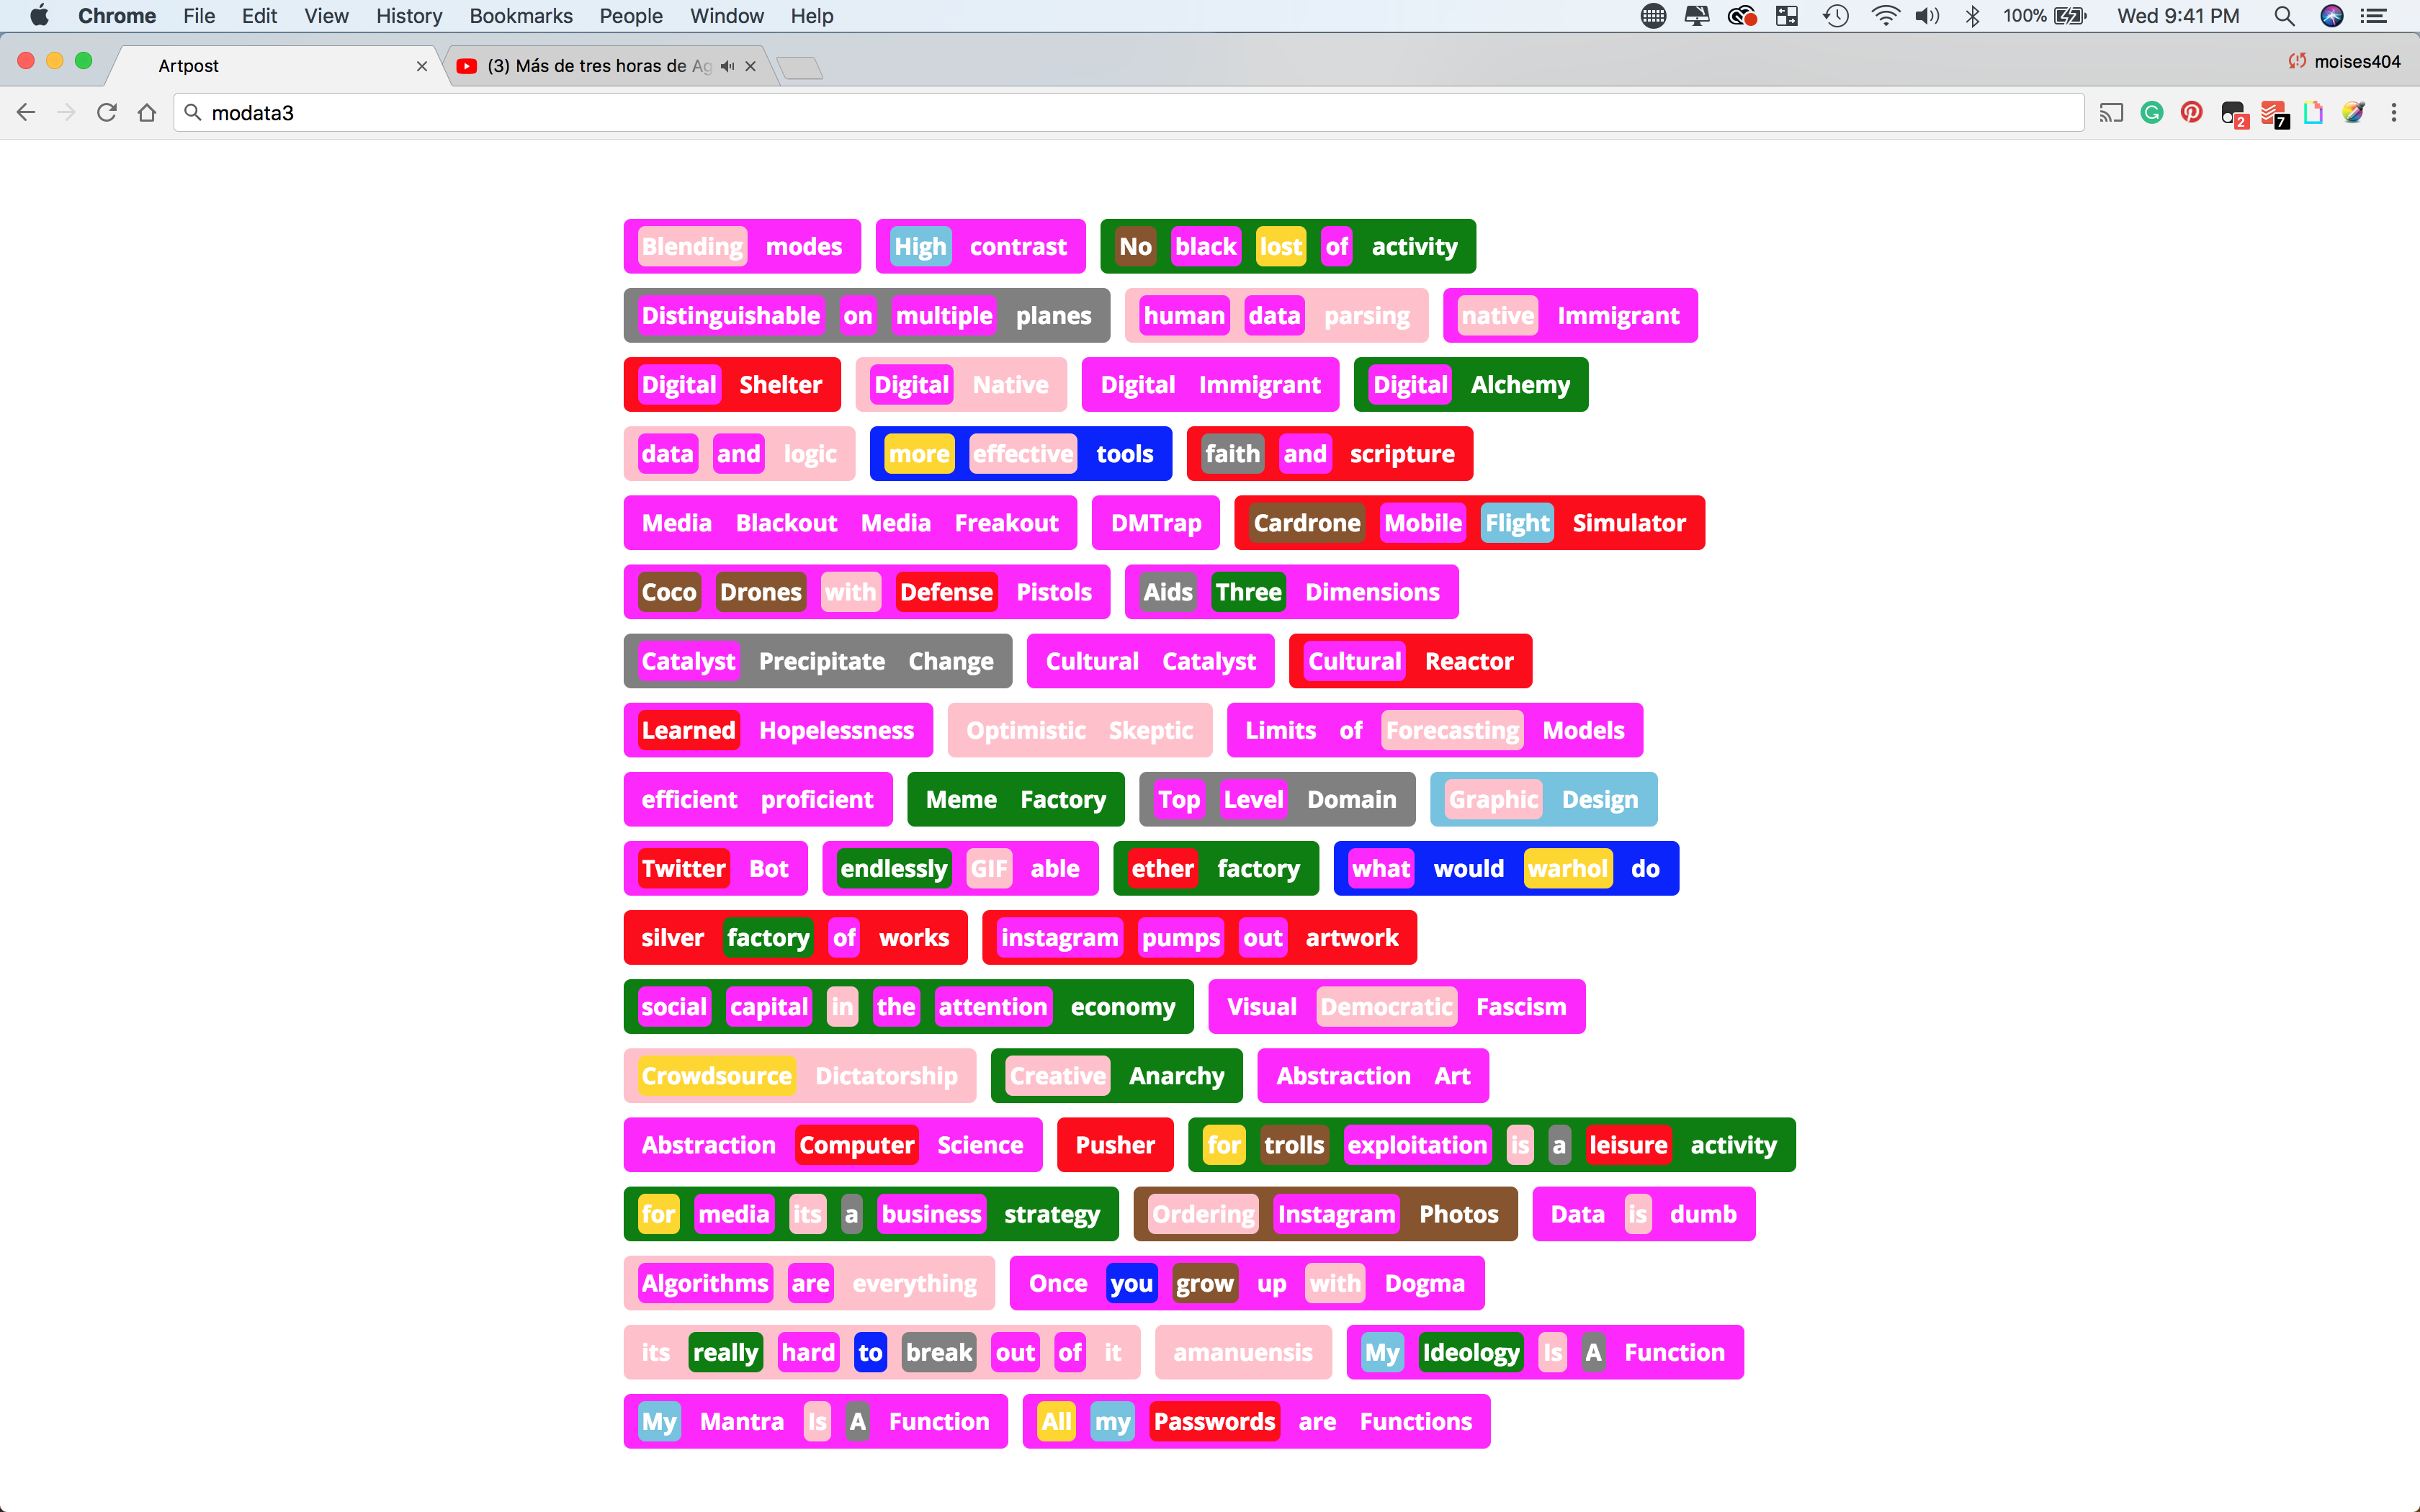 Chrome File Edit View History Bookmarks People Window Help 100% Wed 9:41 PM
Artpost (3) Más de tres horas de Ag moises404
modata3 2 7
Blending modes High contrast No black lost of activity
Distinguishable on multiple planes human data parsing native Immigrant
Digital Shelter Digital Native Digital Immigrant Digital Alchemy
data and logic more effective tools faith and scripture
Media Blackout Media Freakout DMTrap Cardrone Mobile Flight Simulator
Coco Drones with Defense Pistols Aids Three Dimensions
Catalyst Precipitate Change Cultural Catalyst Cultural Reactor
Learned Hopelessness Optimistic Skeptic Limits of Forecasting Models
efficient proficient Meme Factory Top Level Domain Graphic Design
Twitter Bot endlessly GIF able ether factory what would warhol do
silver factory of works instagram pumps out artwork
social capital in the attention economy Visual Democratic Fascism
Crowdsource Dictatorship Creative Anarchy Abstraction Art
Abstraction Computer Science Pusher for trolls exploitation is a leisure activity
for media its a business strategy Ordering Instagram Photos Data is dumb
Algorithms are everything Once you grow up with Dogma
its really hard to break out of it amanuensis My Ideology Is A Function
My Mantra Is A Function All my Passwords are Functions